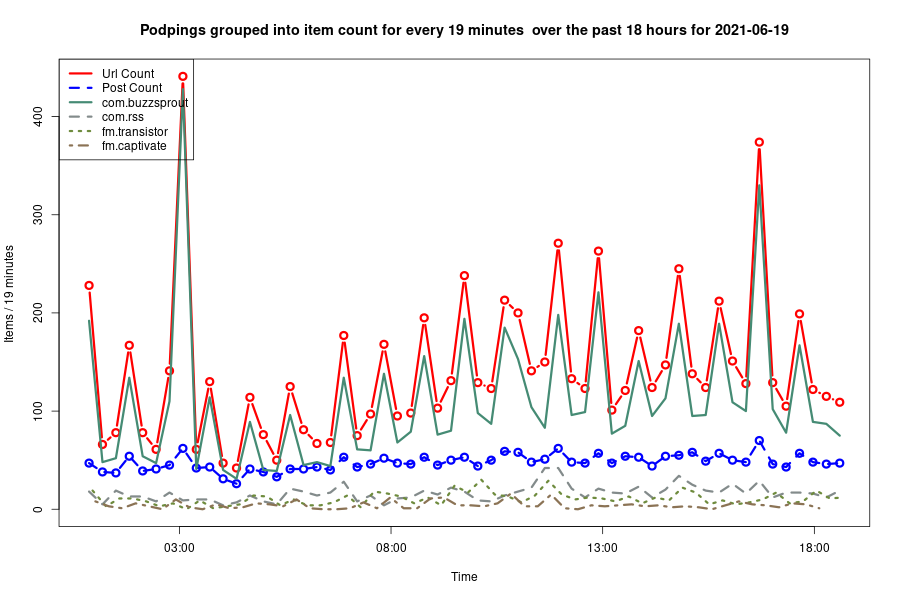 Podpings grouped into item count for every 19 minutes  over the past 18 hours for 2021-06-19
Url Count
Post Count
com.buzzsprout
com.rss
fm.transistor
fm.captivate
Items / 19 minutes
400
300
200
100
0
03:00
08:00
13:00
18:00
Time